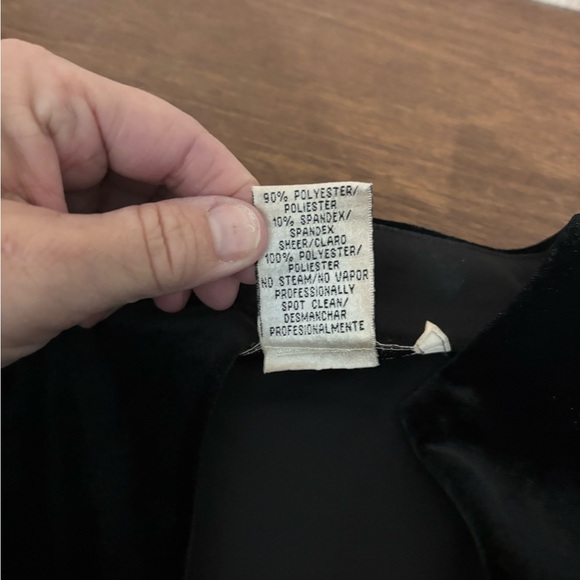 90% POLYESTER/
POLIESTER
10% SPANDEX/
SPANDEX
SHEER/CLARO
100% POLYESTER/
POLIESTER
NO STEAM/NO VAPOR
PROFESSIONALLY
SPOT CLEAN/
DESMANCHAR
PROFESIONALMENTE